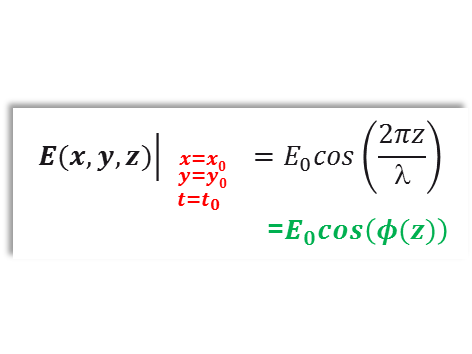 E(x, y, z)| x=x₀ y=y₀ t=t₀ = E₀cos(2πz/λ)
=E₀cos(ϕ(z))